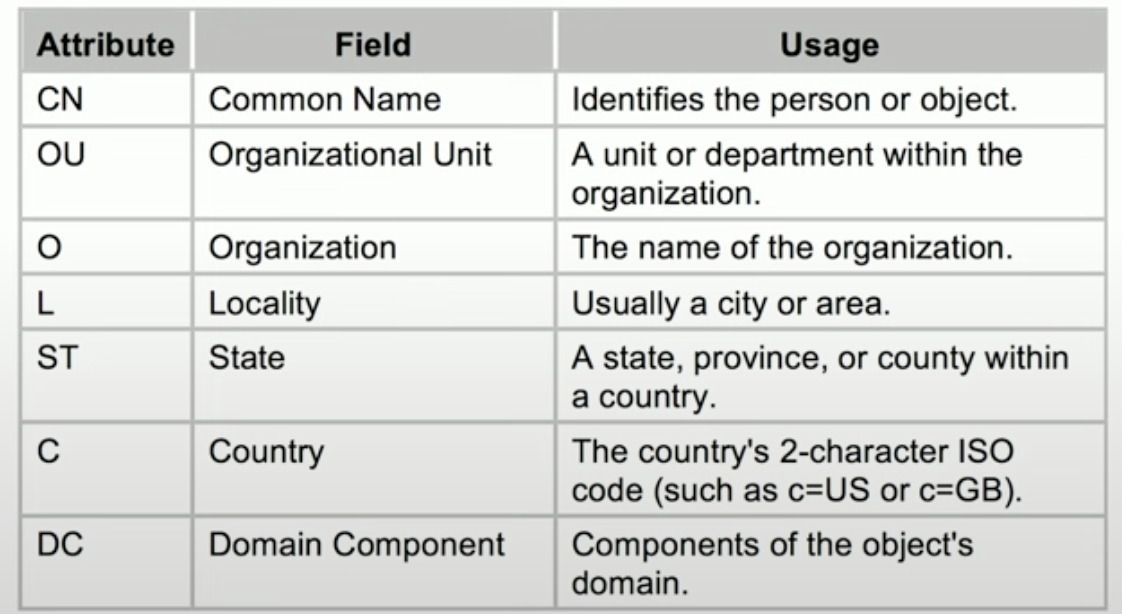 Attribute Field Usage
CN Common Name Identifies the person or object.
OU Organizational Unit A unit or department within the
organization.
O Organization The name of the organization.
L Locality Usually a city or area.
ST State A state, province, or county within
a country.
C Country The country's 2-character ISO
code (such as c=US or c=GB).
DC Domain Component Components of the object's
domain.